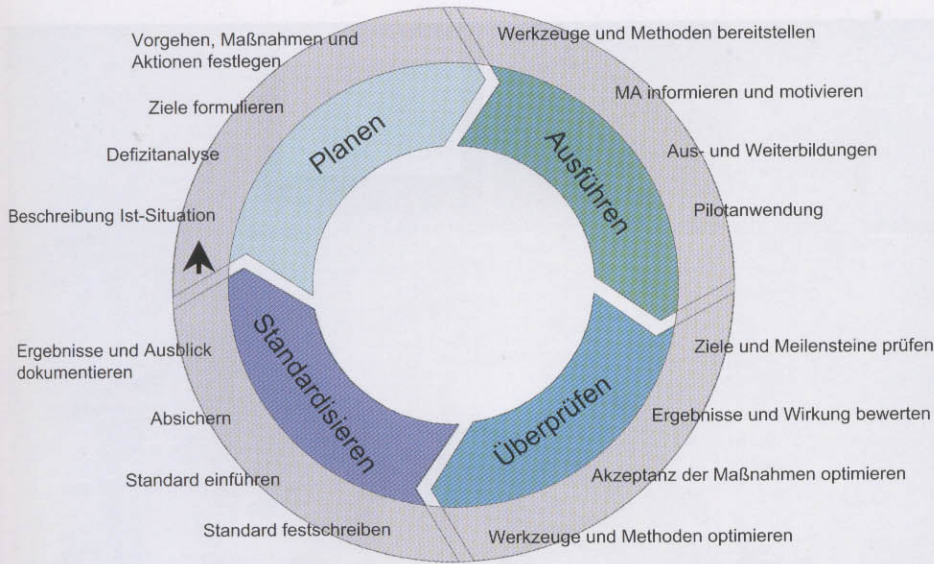 Vorgehen, Maßnahmen und
Aktionen festlegen
Ziele formulieren
Defizitanalyse
Beschreibung Ist-Situation
Planen
Werkzeuge und Methoden bereitstellen
MA informieren und motivieren
Aus- und Weiterbildungen
Pilotanwendung
Ausführen
Ziele und Meilensteine prüfen
Ergebnisse und Wirkung bewerten
Akzeptanz der Maßnahmen optimieren
Werkzeuge und Methoden optimieren
Überprüfen
Ergebnisse und Ausblick
dokumentieren
Absichern
Standard einführen
Standard festschreiben
Standardisieren